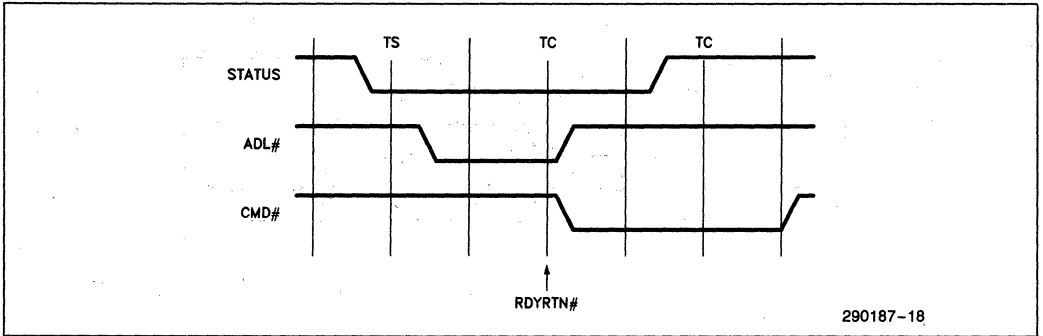 TS TC TC
STATUS
ADL#
CMD#
RDYRTN#
290187-18